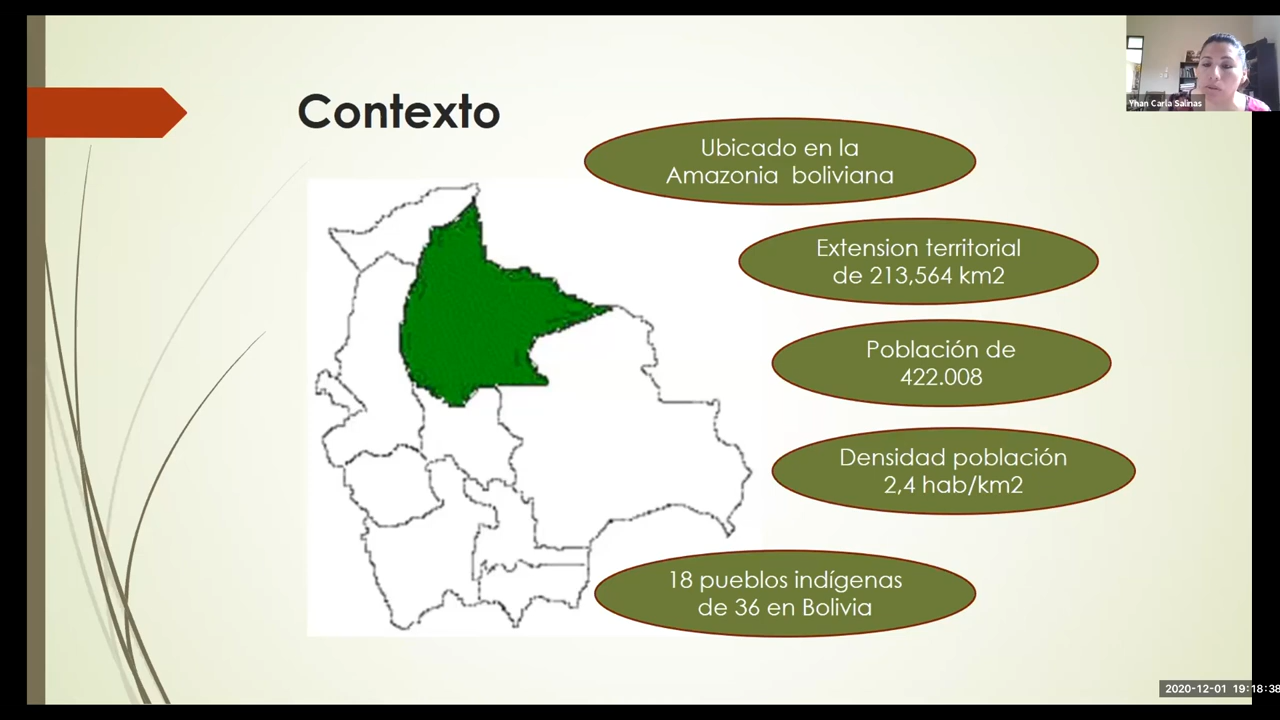 Contexto
Ubicado en la
Amazonia boliviana
Extension territorial
de 213,564 km2
Población de
422.008
Densidad población
2,4 hab/km2
18 pueblos indígenas
de 36 en Bolivia
Yhan Carla Salinas
2020-12-01 19:18:38